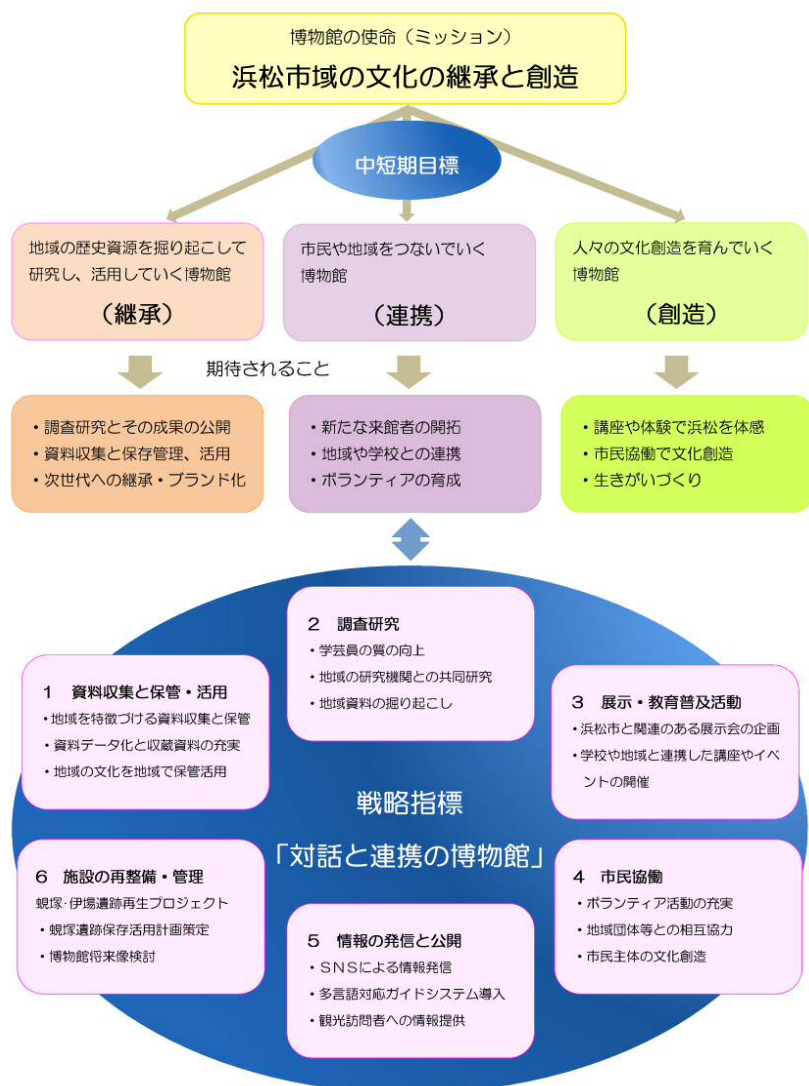 博物館の使命（ミッション）
浜松市域の文化の継承と創造
中短期目標
地域の歴史資源を掘り起こして
研究し、活用していく博物館
（継承）
市民や地域をつないでいく
博物館
（連携）
人々の文化創造を育んでいく
博物館
（創造）
期待されること
・調査研究とその成果の公開
・資料収集と保存管理、活用
・次世代への継承・ブランド化
・新たな来館者の開拓
・地域や学校との連携
・ボランティアの育成
・講座や体験で浜松を体感
・市民協働で文化創造
・生きがいづくり
戦略指標
「対話と連携の博物館」
1　資料収集と保管・活用
・地域を特徴づける資料収集と保管
・資料データ化と収蔵資料の充実
・地域の文化を地域で保管活用
2　調査研究
・学芸員の質の向上
・地域の研究機関との共同研究
・地域資料の掘り起こし
3　展示・教育普及活動
・浜松市と関連のある展示会の企画
・学校や地域と連携した講座やイベ
ントの開催
4　市民協働
・ボランティア活動の充実
・地域団体等との相互協力
・市民主体の文化創造
5　情報の発信と公開
・ＳＮＳによる情報発信
・多言語対応ガイドシステム導入
・観光訪問者への情報提供
6　施設の再整備・管理
蜆塚・伊場遺跡再生プロジェクト
・蜆塚遺跡保存活用計画策定
・博物館将来像検討